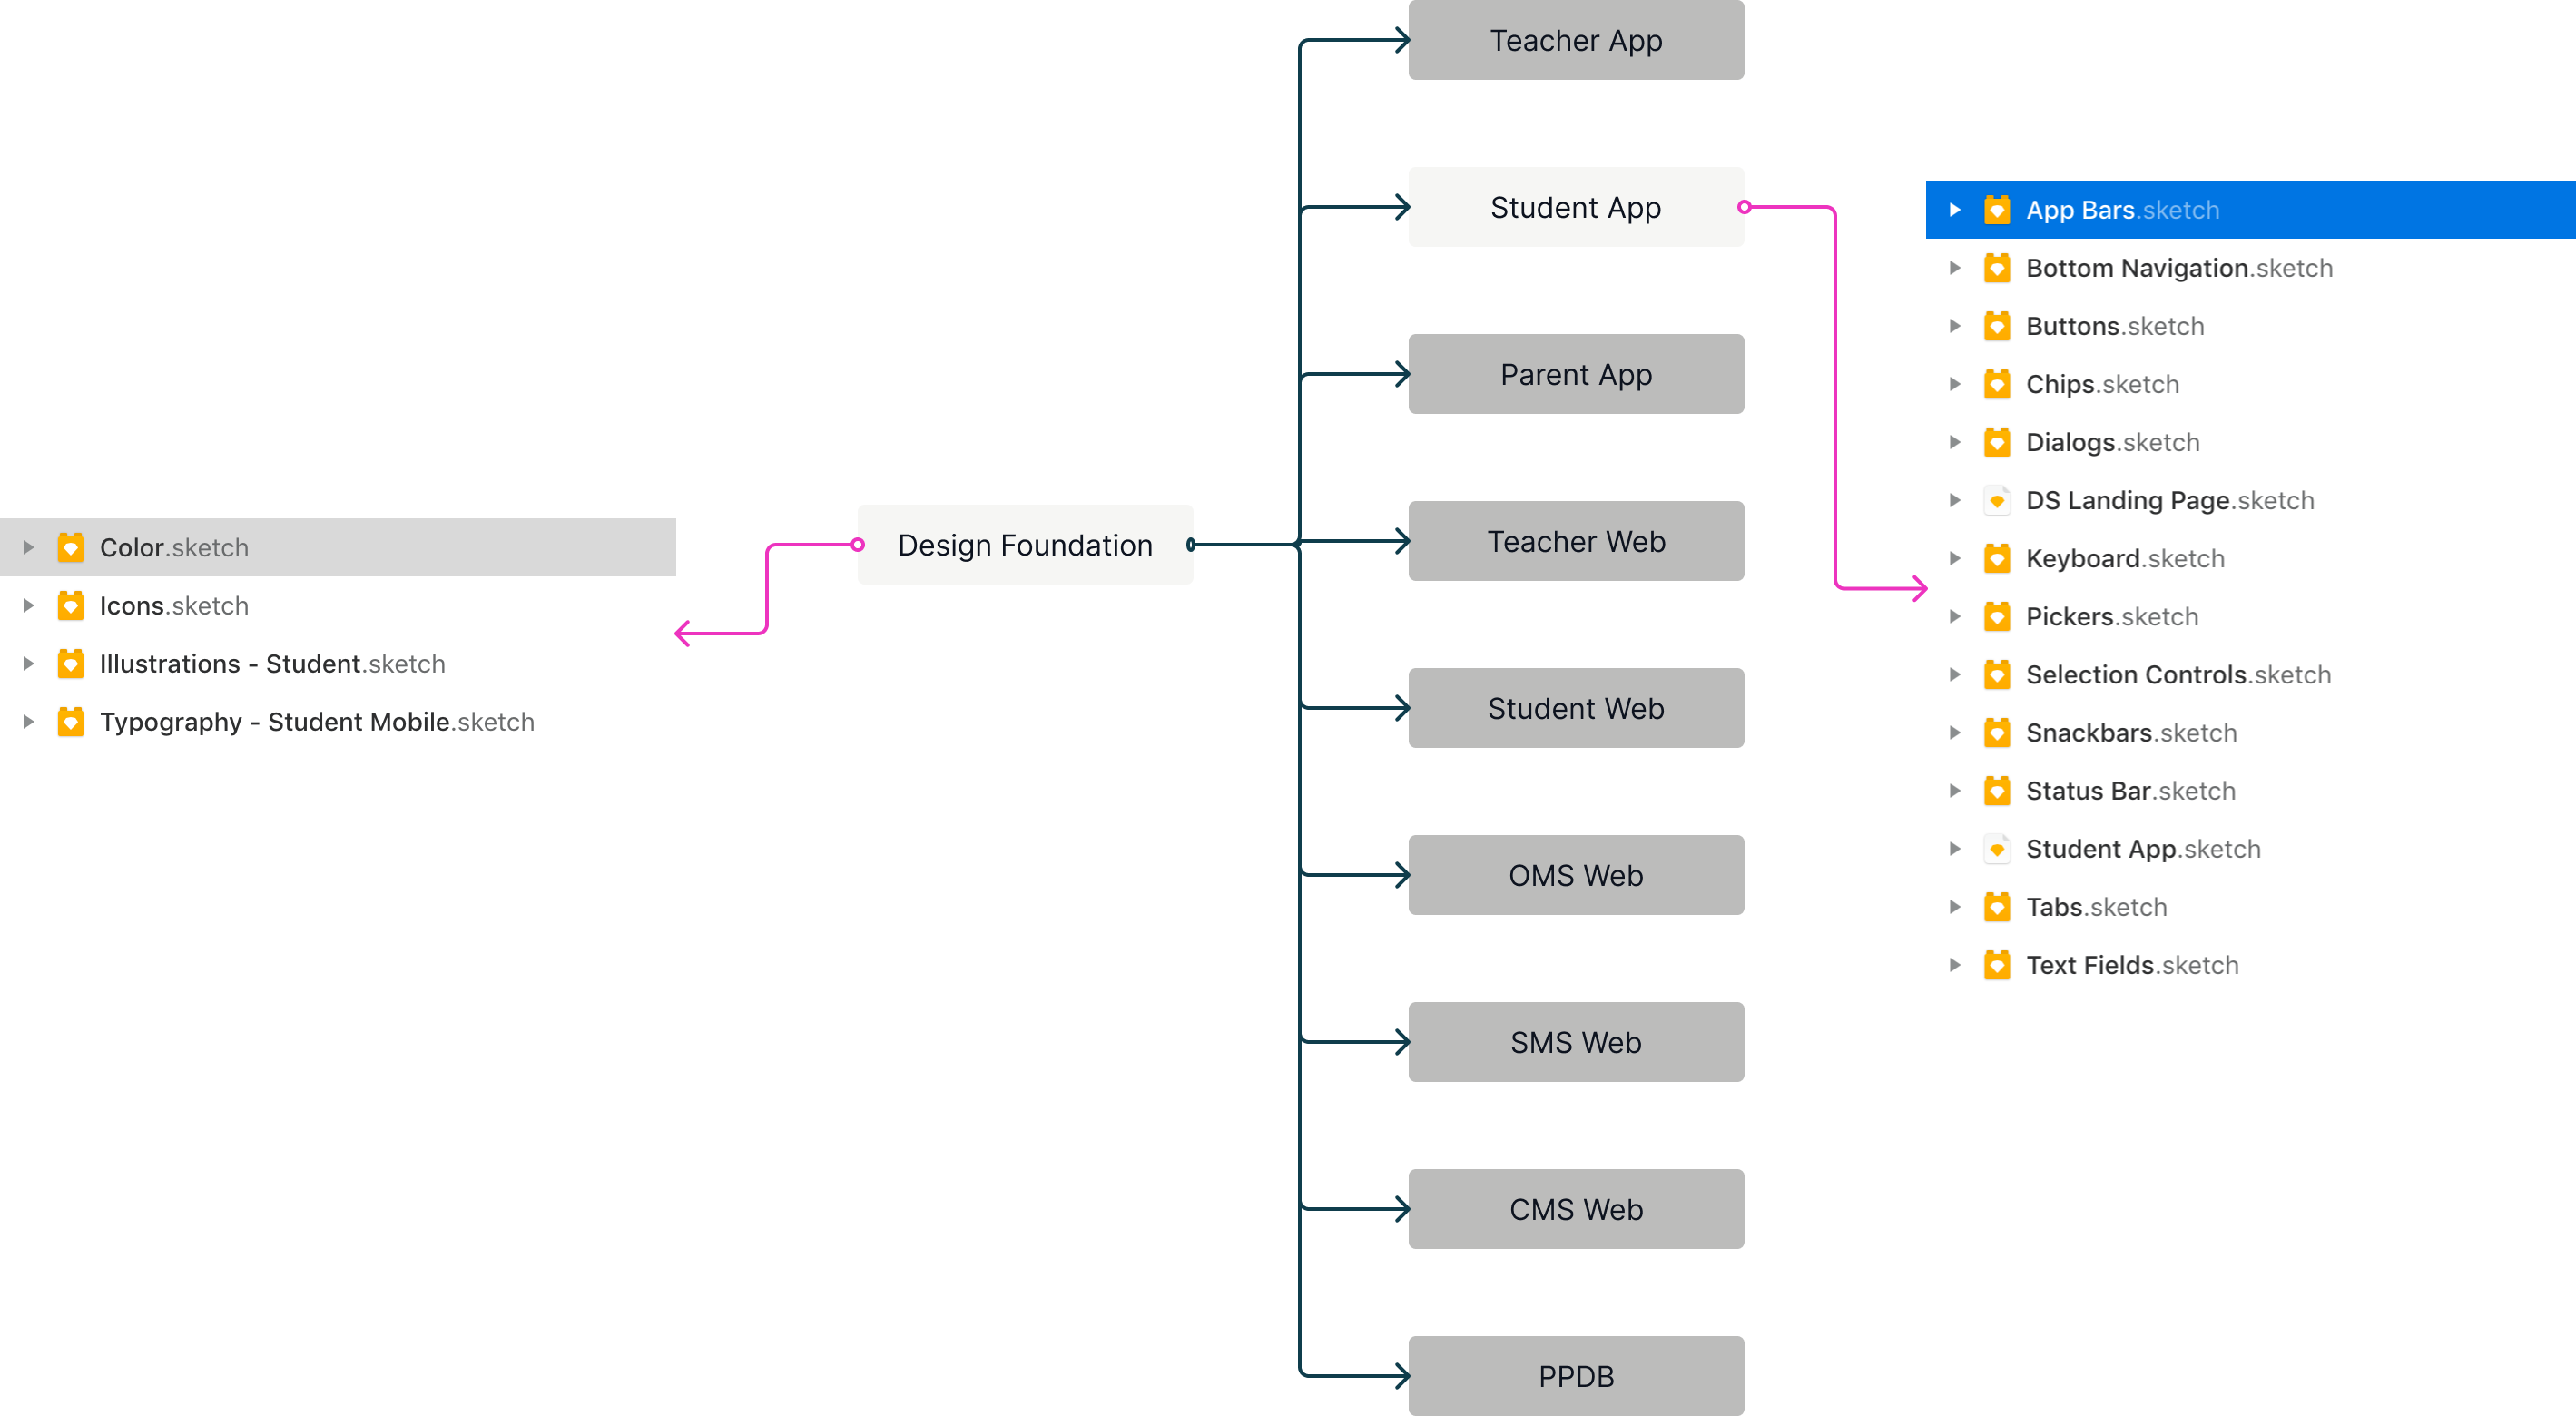 Color.sketch
Icons.sketch
Illustrations - Student.sketch
Typography - Student Mobile.sketch
Design Foundation
Teacher App
Student App
Parent App
Teacher Web
Student Web
OMS Web
SMS Web
CMS Web
PPDB
App Bars.sketch
Bottom Navigation.sketch
Buttons.sketch
Chips.sketch
Dialogs.sketch
DS Landing Page.sketch
Keyboard.sketch
Pickers.sketch
Selection Controls.sketch
Snackbars.sketch
Status Bar.sketch
Student App.sketch
Tabs.sketch
Text Fields.sketch